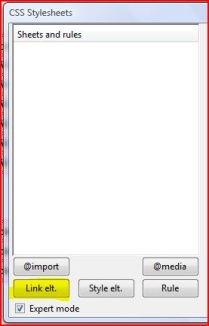 CSS Stylesheets
Sheets and rules
@import @media
Link elt. Style elt. Rule
Expert mode